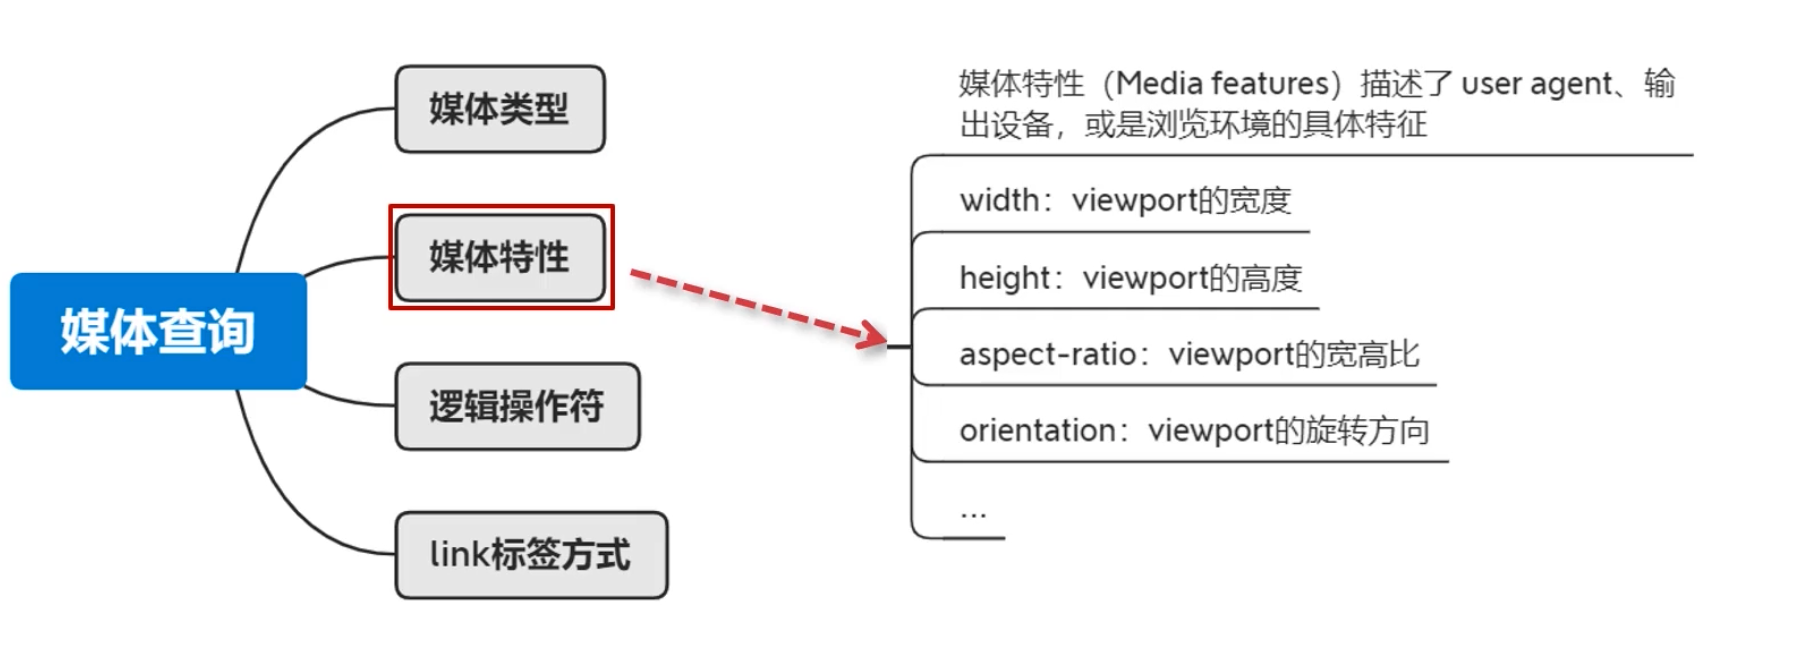 媒体查询
媒体类型
媒体特性
逻辑操作符
link标签方式
媒体特性（Media features）描述了 user agent、输
出设备，或是浏览环境的具体特征
width：viewport的宽度
height：viewport的高度
aspect-ratio：viewport的宽高比
orientation：viewport的旋转方向
...